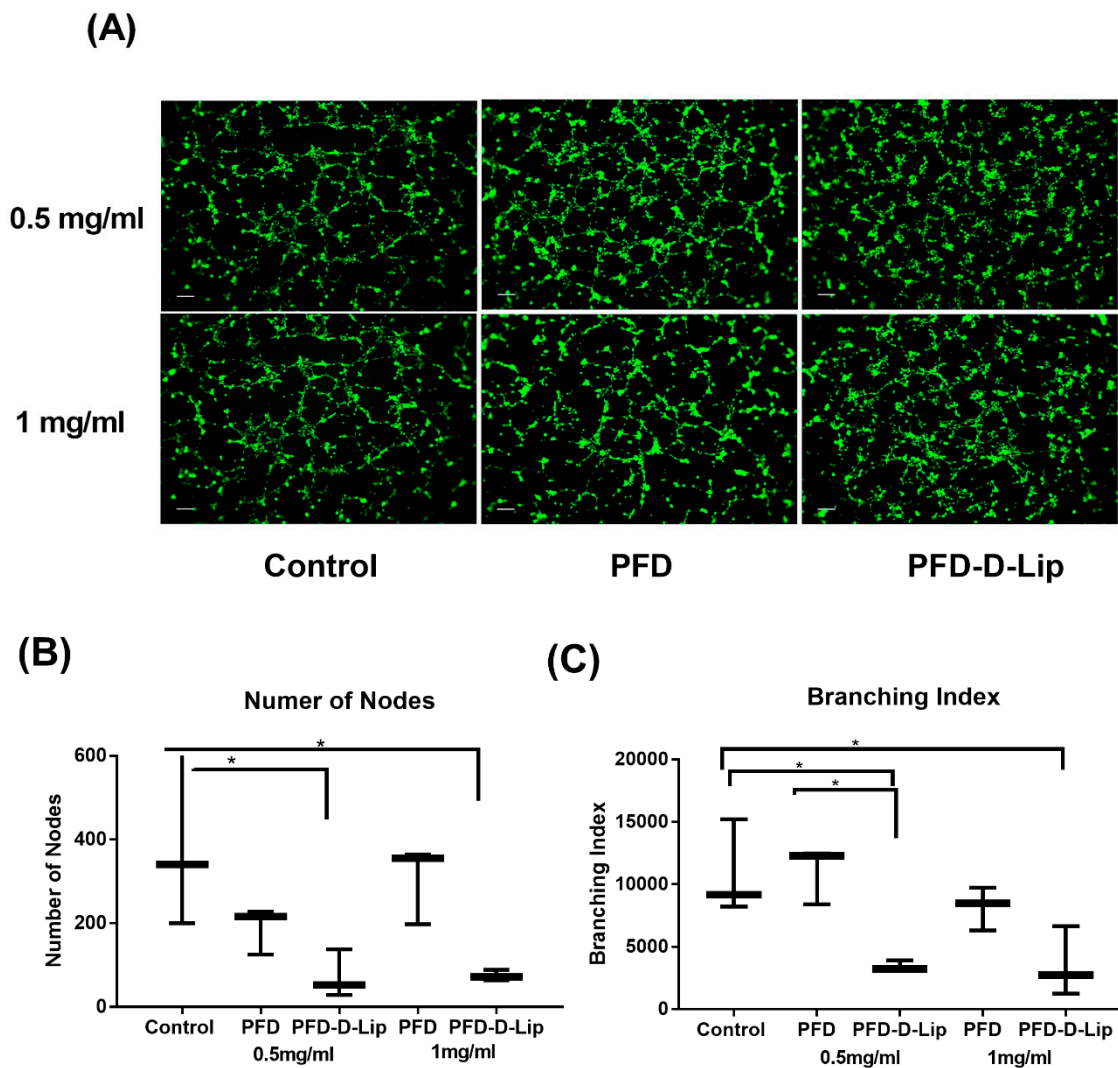 (A)
0.5 mg/ml
1 mg/ml
Control PFD PFD-D-Lip
(B)
Numer of Nodes
Number of Nodes
600
400
200
0
* *
Control PFD PFD-D-Lip PFD PFD-D-Lip
0.5mg/ml 1mg/ml
(C)
Branching Index
Branching Index
20000
15000
10000
5000
0
* * *
Control PFD PFD-D-Lip PFD PFD-D-Lip
0.5mg/ml 1mg/ml